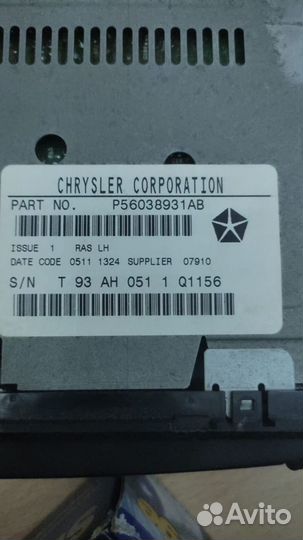 CHRYSLER CORPORATION
PART NO. P56038931AB
ISSUE 1 RAS LH
DATE CODE 0511 1324 SUPPLIER 07910
S/N T 93 AH 051 1 Q1156
Avito